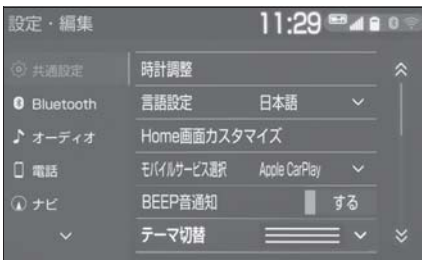 設定・編集 11:29
共通設定
Bluetooth
オーディオ
電話
ナビ
時計調整
言語設定 日本語
Home画面カスタマイズ
モバイルサービス選択 Apple CarPlay
BEEP音通知 する
テーマ切替